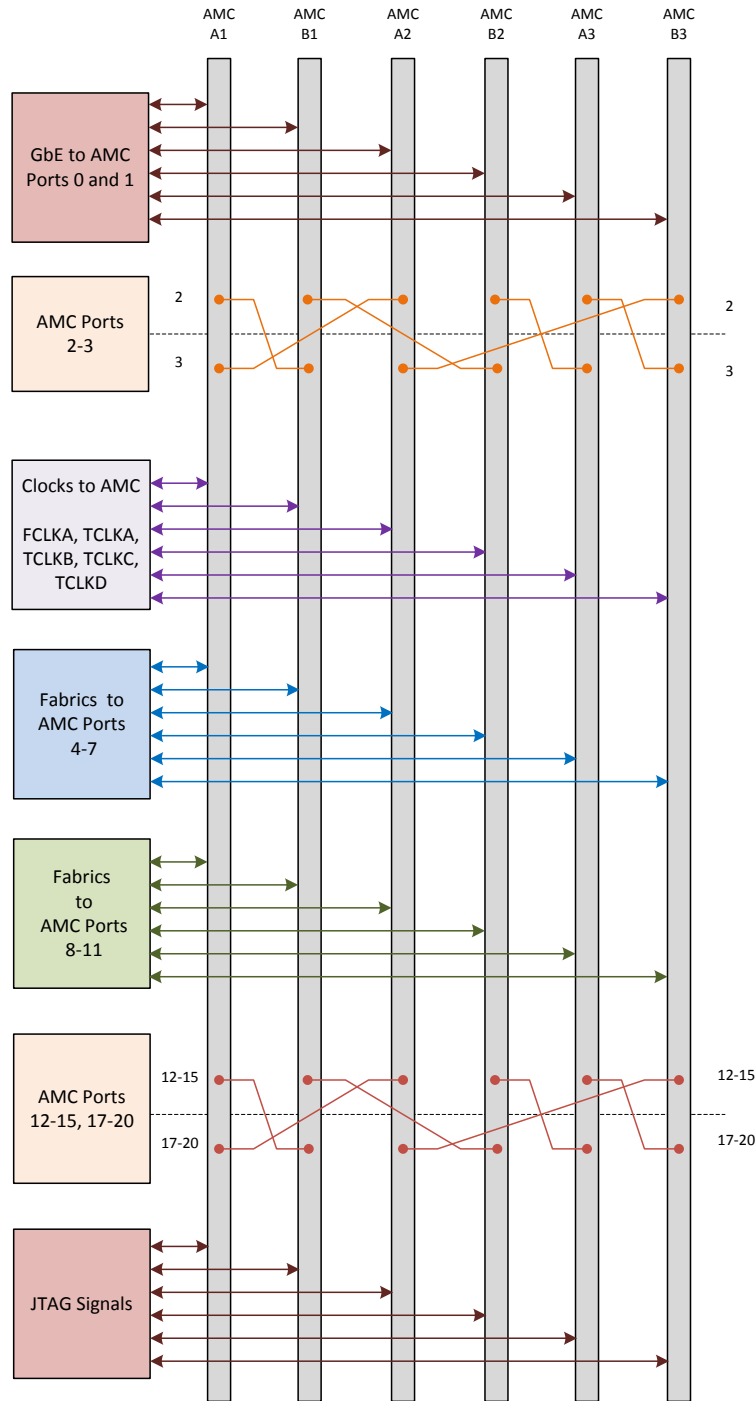 AMC
A1
AMC
B1
AMC
A2
AMC
B2
AMC
A3
AMC
B3
GbE to AMC
Ports 0 and 1
AMC Ports
2-3
2
3
2
3
Clocks to AMC
FCLKA, TCLKA,
TCLKB, TCLKC,
TCLKD
Fabrics to
AMC Ports
4-7
Fabrics
to
AMC Ports
8-11
AMC Ports
12-15, 17-20
12-15
17-20
12-15
17-20
JTAG Signals